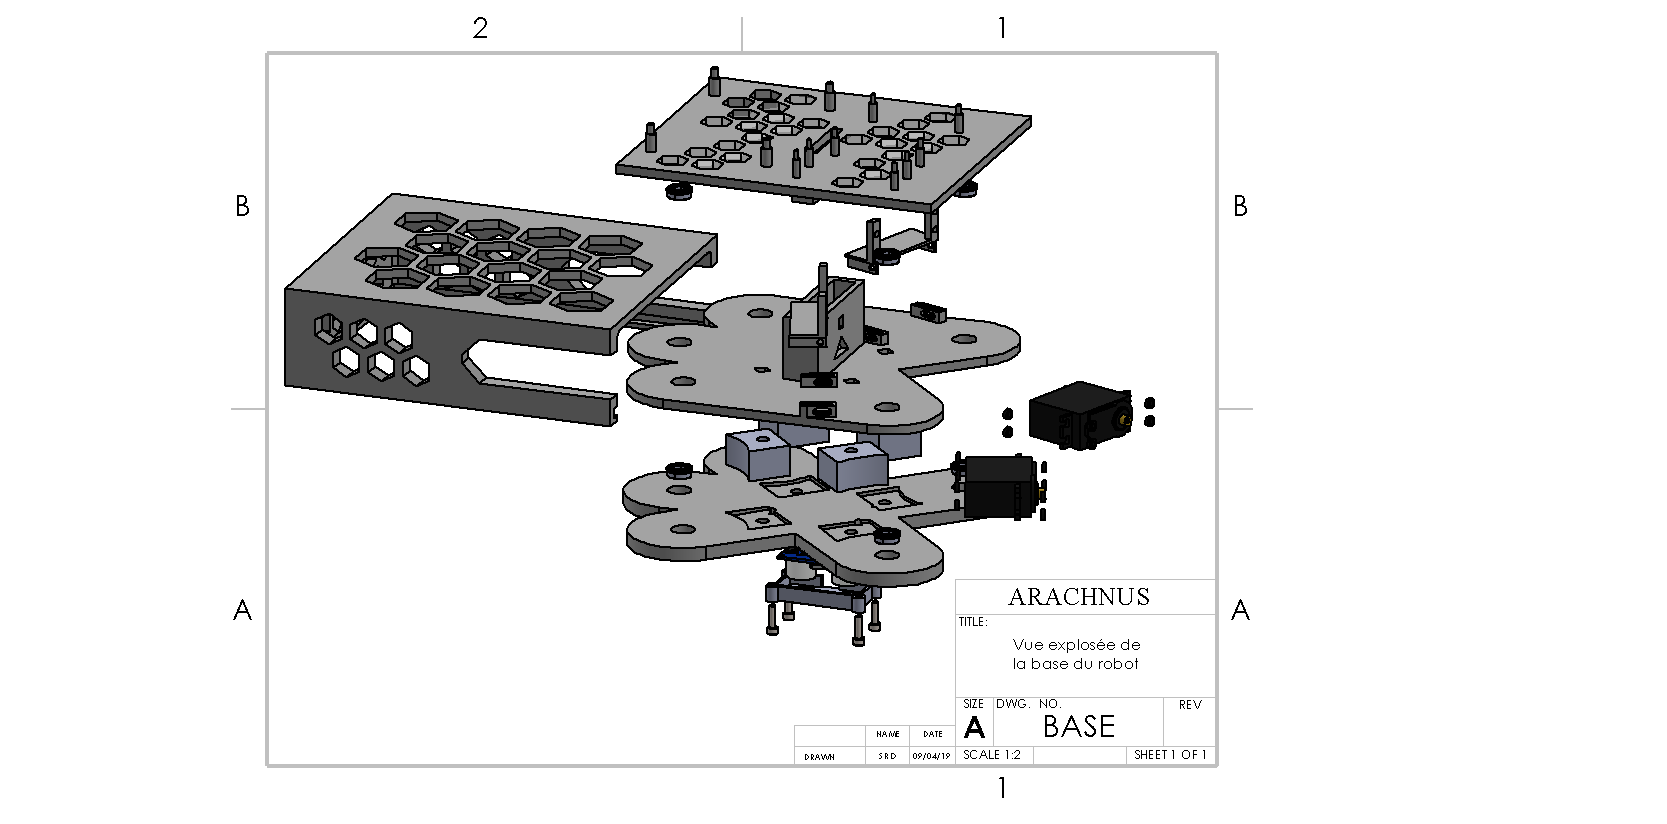 2 1
B B
A A
ARACHNUS
TITLE:
Vue explosée de
la base du robot
SIZE DWG. NO. REV
A BASE
NAME DATE
DRAWN SRD 09/04/19 SCALE 1:2 SHEET 1 OF 1
1